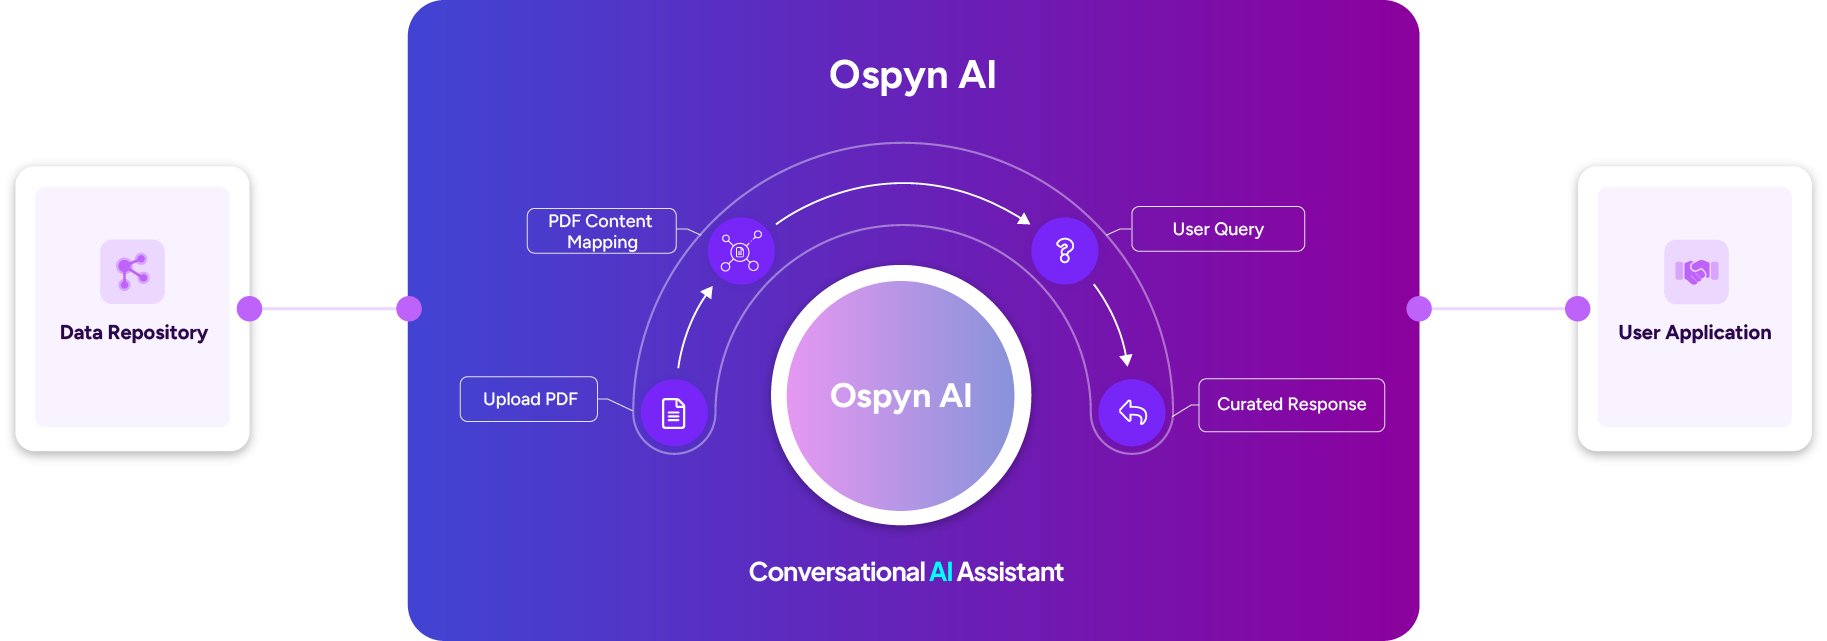 Ospyn AI
PDF Content
Mapping
User Query
Data Repository
User Application
Upload PDF
Ospyn AI
Curated Response
Conversational AI Assistant